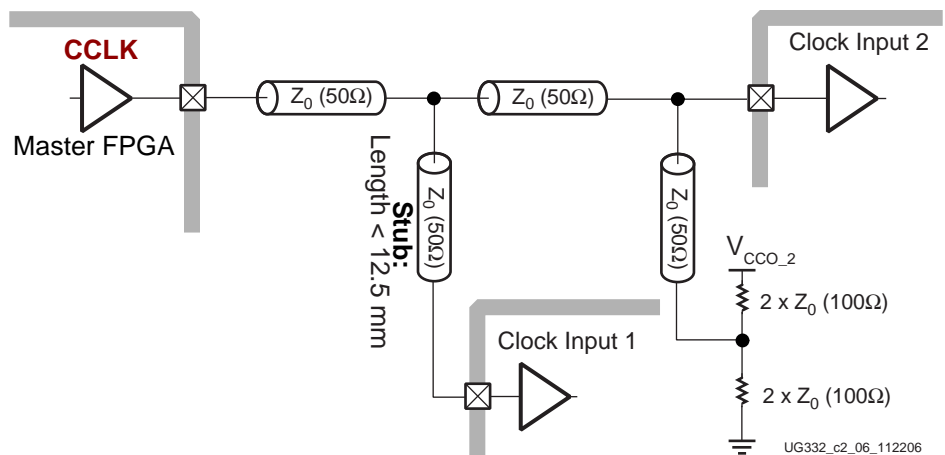 CCLK
Master FPGA
Z0 (50Ω)
Z0 (50Ω)
Clock Input 2
Stub:
Length < 12.5 mm
Z0 (50Ω)
Z0 (50Ω)
VCCO_2
2 x Z0 (100Ω)
Clock Input 1
2 x Z0 (100Ω)
UG332_c2_06_112206